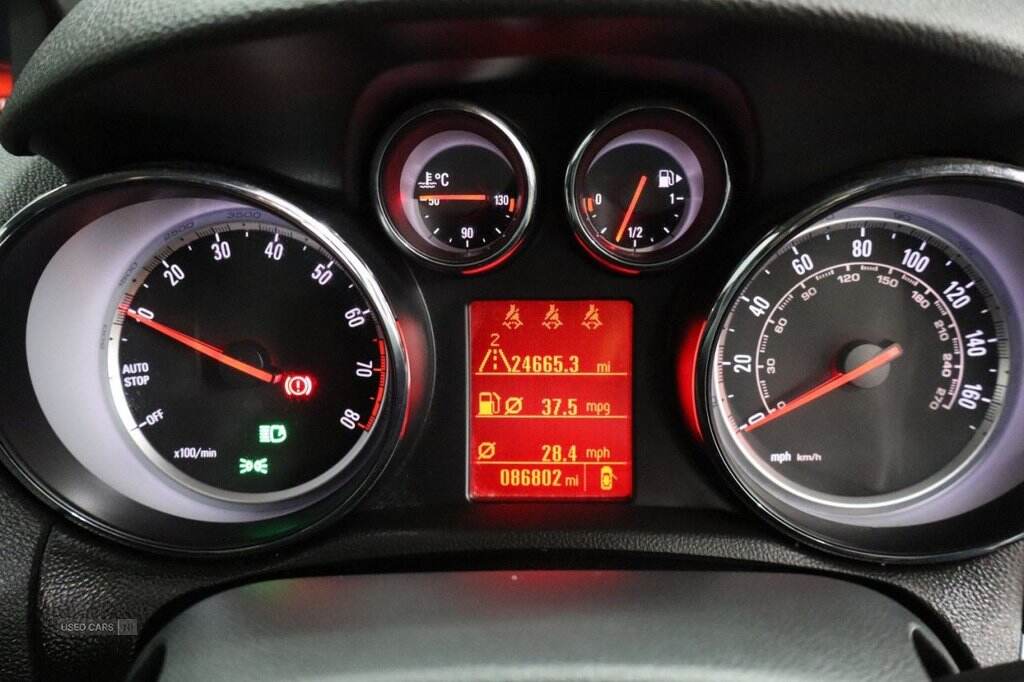 °C
50 130
90
0 1
1/2
3500
10 20 30 40 50 60 70 80
AUTO
STOP
OFF
x100/min
2
24665.3 mi
37.5 mpg
28.4 mph
086802 mi
0 20 40 60 80 100 120 140 160
0 30 60 90 120 150 180 210 240 270
mph km/h
USED CARS NI